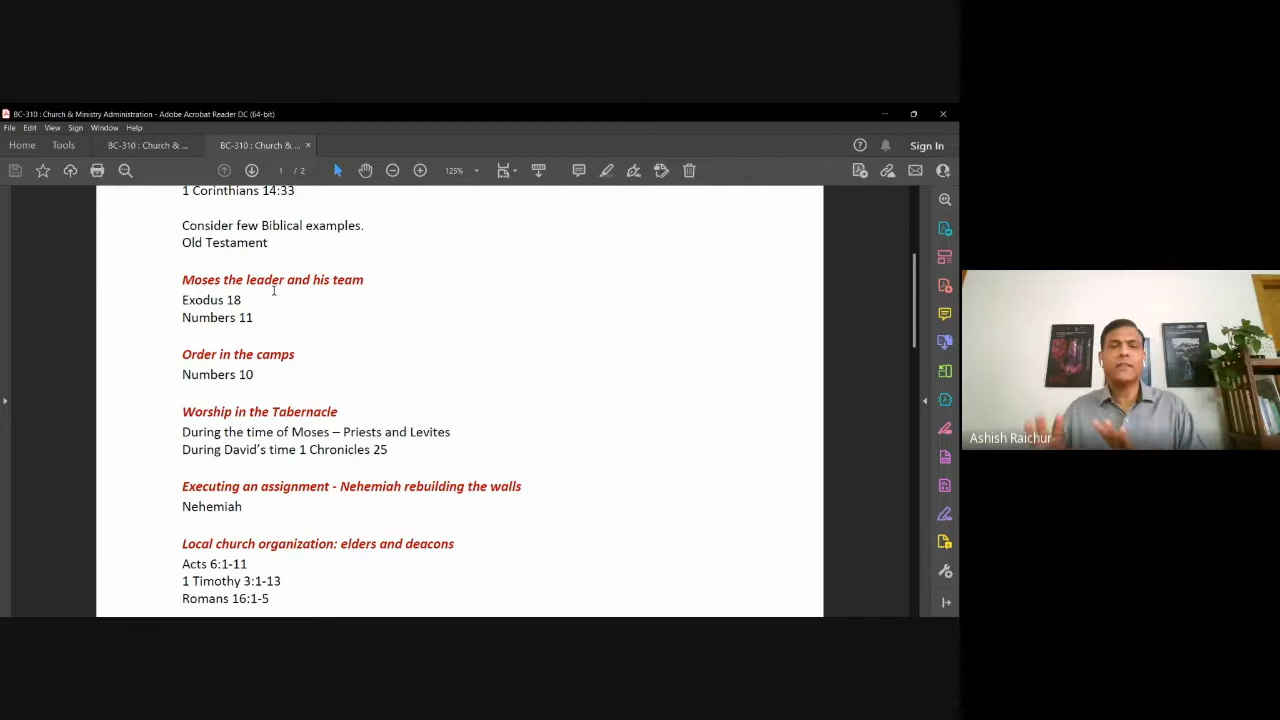 BC-310 : Church & Ministry Administration - Adobe Acrobat Reader DC (64-bit)
File Edit View Sign Window Help
Home Tools BC-310 : Church & ... BC-310 : Church & ... ×
Sign In
1 / 2 125%
1 Corinthians 14:33
Consider few Biblical examples.
Old Testament
Moses the leader and his team
Exodus 18
Numbers 11
Order in the camps
Numbers 10
Worship in the Tabernacle
During the time of Moses – Priests and Levites
During David's time 1 Chronicles 25
Executing an assignment - Nehemiah rebuilding the walls
Nehemiah
Local church organization: elders and deacons
Acts 6:1-11
1 Timothy 3:1-13
Romans 16:1-5
Ashish Raichur